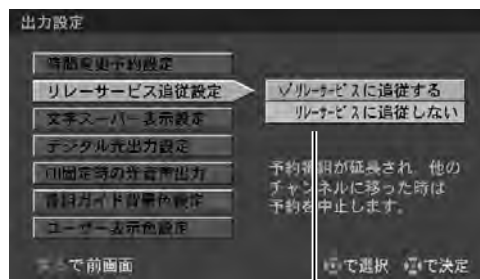 出力設定
時間変更予約設定
リレーサービス追従設定
文字スーパー表示設定
デジタル光出力設定
番組ガイド背景色設定
ユーザー表示色設定
✓リレーサービスに追従する
リレーサービスに追従しない
予約番組が延長され、他の
チャンネルに移った時は
予約を中止します。
で前画面
で選択 で決定